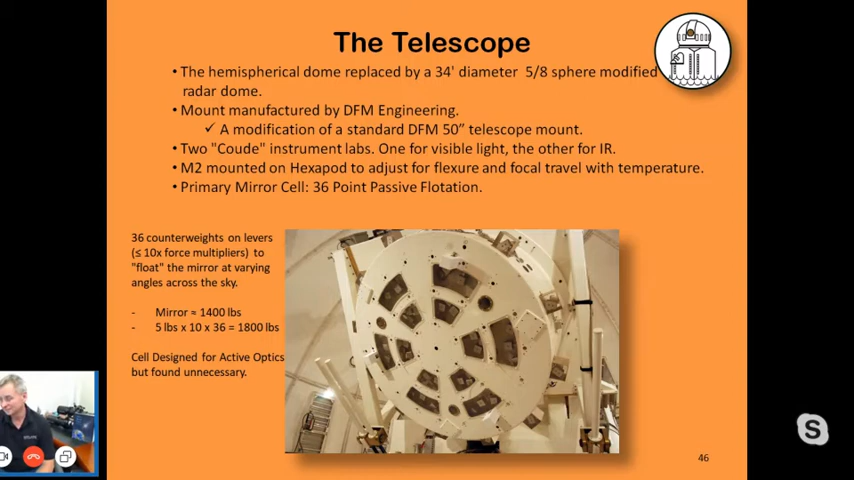 The Telescope
• The hemispherical dome replaced by a 34' diameter 5/8 sphere modified
radar dome.
• Mount manufactured by DFM Engineering.
✓ A modification of a standard DFM 50” telescope mount.
• Two "Coude" instrument labs. One for visible light, the other for IR.
• M2 mounted on Hexapod to adjust for flexure and focal travel with temperature.
• Primary Mirror Cell: 36 Point Passive Flotation.
36 counterweights on levers
(≤ 10x force multipliers) to
"float" the mirror at varying
angles across the sky.
- Mirror ≈ 1400 lbs
- 5 lbs x 10 x 36 = 1800 lbs
Cell Designed for Active Optics
but found unnecessary.
46